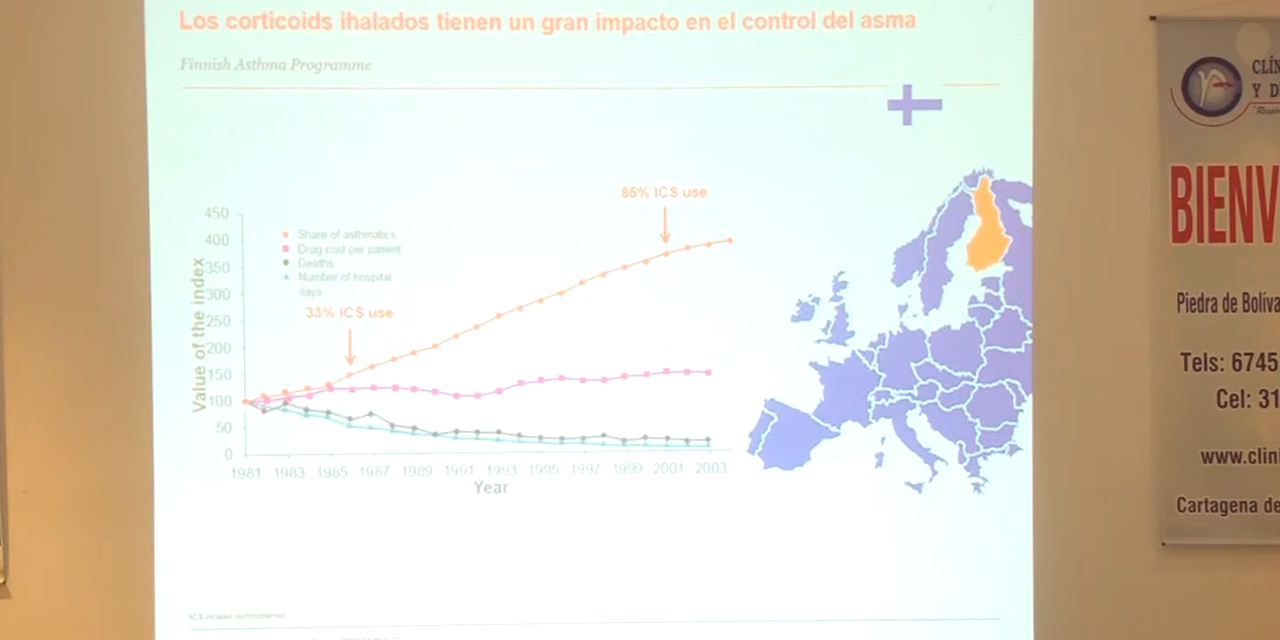 Los corticoids ihalados tienen un gran impacto en el control del asma
Finnish Asthma Programme
85% ICS use
33% ICS use
Share of asthmatics
Drug cost per patient
Deaths
Number of hospital
days
Value of the index
450
400
350
300
250
200
150
100
50
0
1981 1983 1985 1987 1989 1991 1993 1995 1997 1999 2001 2003
Year
ICS inhaled corticosteroid
CLÍN
Y D
BIENV
Piedra de Bolíva
Tels: 6745
Cel: 31
www.clini
Cartagena de